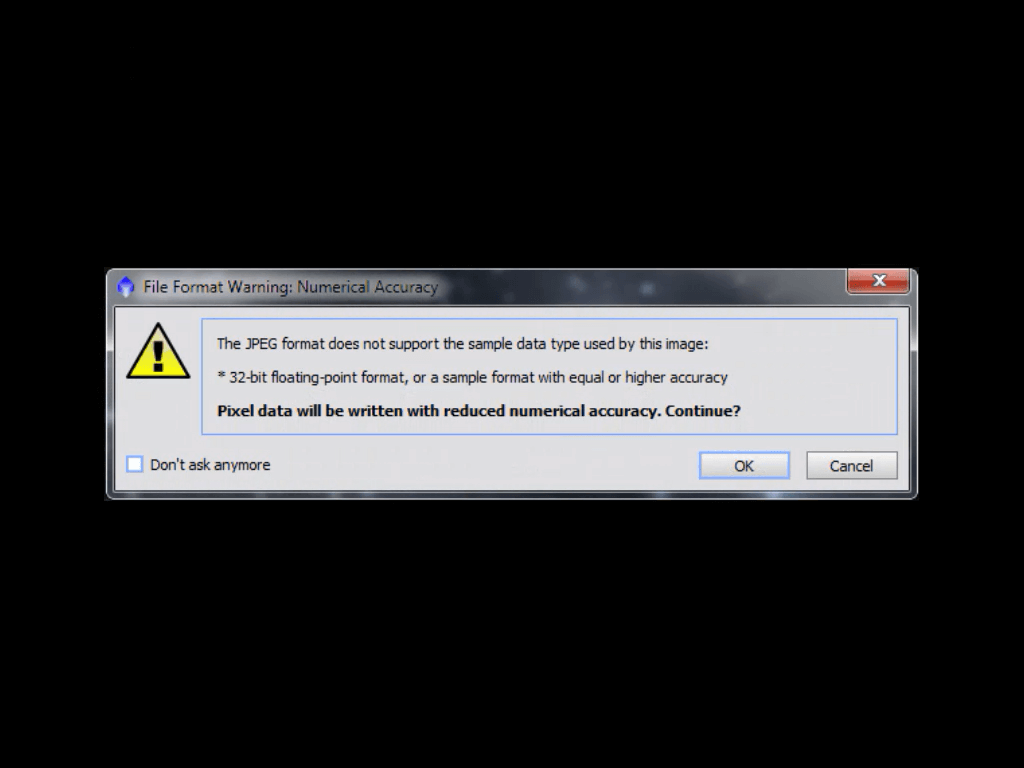 File Format Warning: Numerical Accuracy
The JPEG format does not support the sample data type used by this image:
* 32-bit floating-point format, or a sample format with equal or higher accuracy
Pixel data will be written with reduced numerical accuracy. Continue?
Don't ask anymore
OK
Cancel